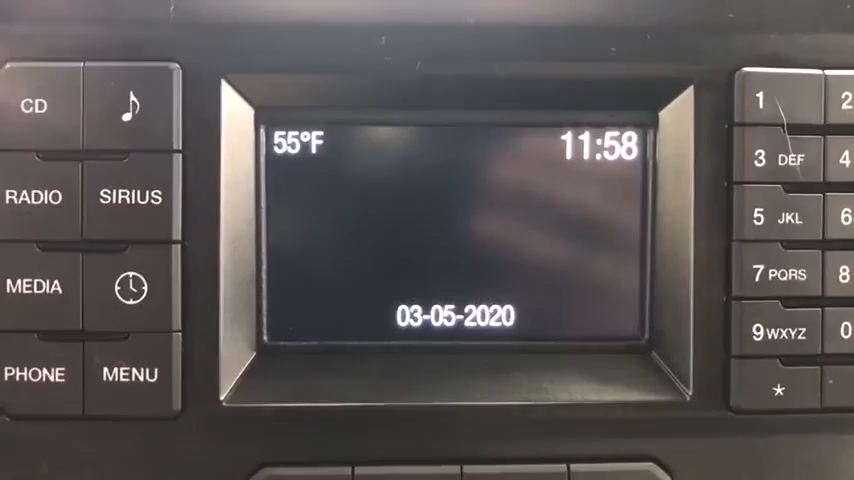 CD
RADIO
SIRIUS
MEDIA
PHONE
MENU
55°F
11:58
03-05-2020
1
2
3 DEF
4
5 JKL
6
7 PQRS
8
9 WXYZ
0
*